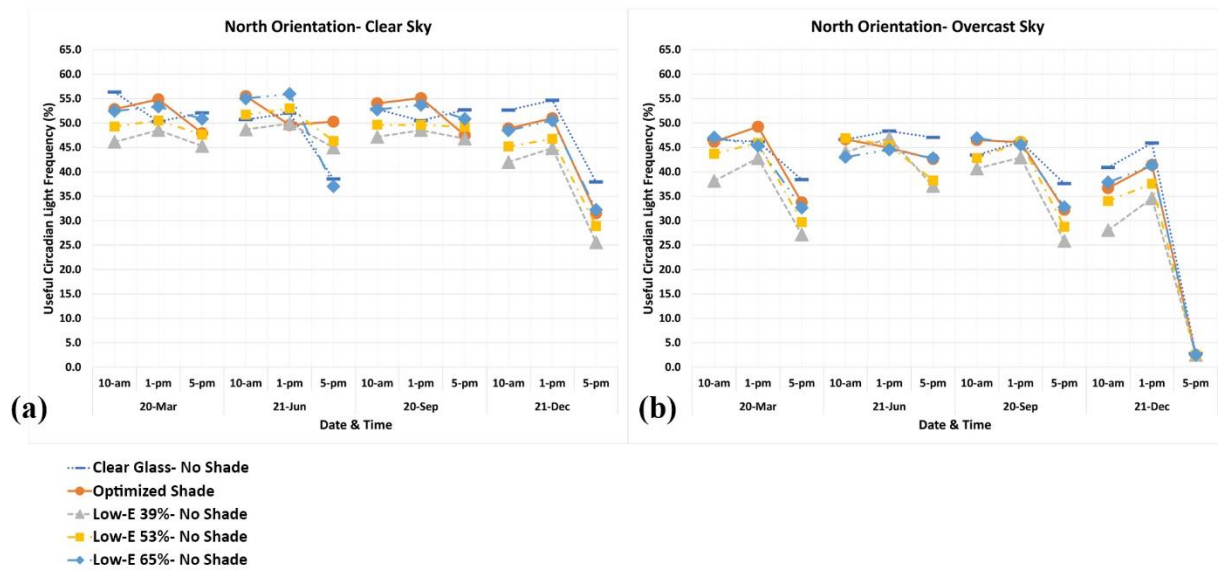 North Orientation- Clear Sky
Useful Circadian Light Frequency (%)
65.0
60.0
55.0
50.0
45.0
40.0
35.0
30.0
25.0
20.0
15.0
10.0
5.0
0.0
10-am 1-pm 5-pm 10-am 1-pm 5-pm 10-am 1-pm 5-pm 10-am 1-pm 5-pm
20-Mar 21-Jun 20-Sep 21-Dec
Date & Time
(a)
North Orientation- Overcast Sky
Useful Circadian Light Frequency (%)
65.0
60.0
55.0
50.0
45.0
40.0
35.0
30.0
25.0
20.0
15.0
10.0
5.0
0.0
10-am 1-pm 5-pm 10-am 1-pm 5-pm 10-am 1-pm 5-pm 10-am 1-pm 5-pm
20-Mar 21-Jun 20-Sep 21-Dec
Date & Time
(b)
Clear Glass- No Shade
Optimized Shade
Low-E 39%- No Shade
Low-E 53%- No Shade
Low-E 65%- No Shade